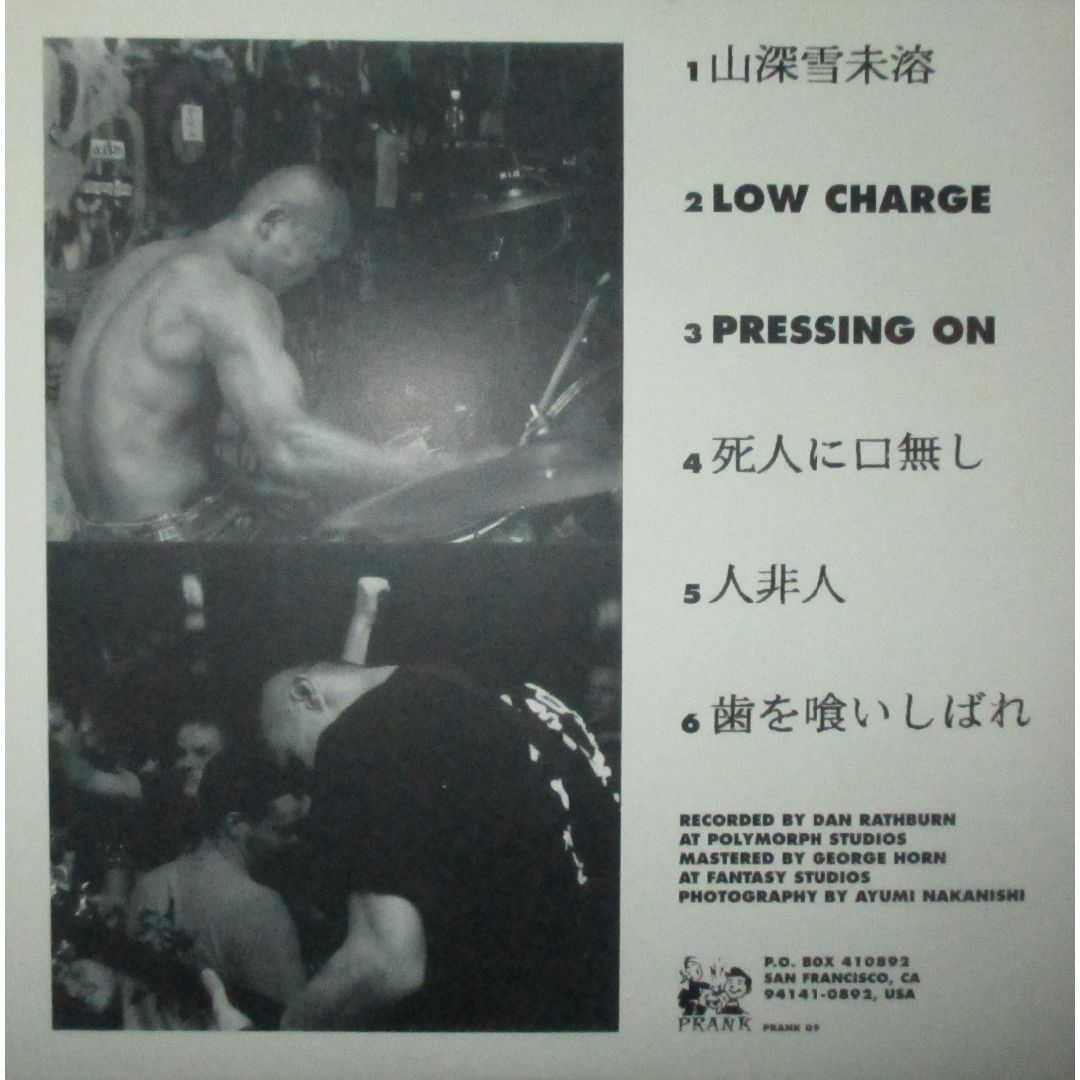 1 山深雪未溶
2 LOW CHARGE
3 PRESSING ON
4 死人に口無し
5 人非人
6 歯を喰いしばれ
RECORDED BY DAN RATHBURN
AT POLYMORPH STUDIOS
MASTERED BY GEORGE HORN
AT FANTASY STUDIOS
PHOTOGRAPHY BY AYUMI NAKANISHI
P.O. BOX 410892
SAN FRANCISCO, CA
94141-0892, USA
PRANK PRANK 09